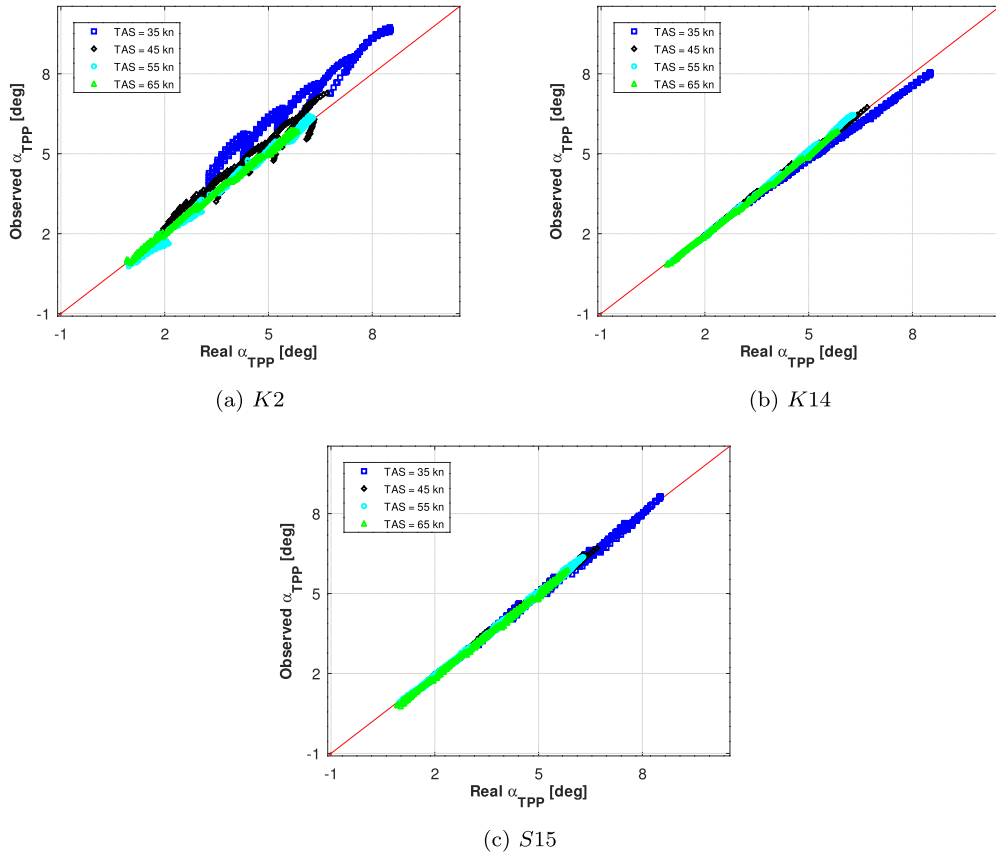 TAS = 35 kn
TAS = 45 kn
TAS = 55 kn
TAS = 65 kn
8
5
2
-1
Observed α_TPP [deg]
-1 2 5 8
Real α_TPP [deg]
(a) K2
TAS = 35 kn
TAS = 45 kn
TAS = 55 kn
TAS = 65 kn
8
5
2
-1
Observed α_TPP [deg]
-1 2 5 8
Real α_TPP [deg]
(b) K14
TAS = 35 kn
TAS = 45 kn
TAS = 55 kn
TAS = 65 kn
8
5
2
-1
Observed α_TPP [deg]
-1 2 5 8
Real α_TPP [deg]
(c) S15